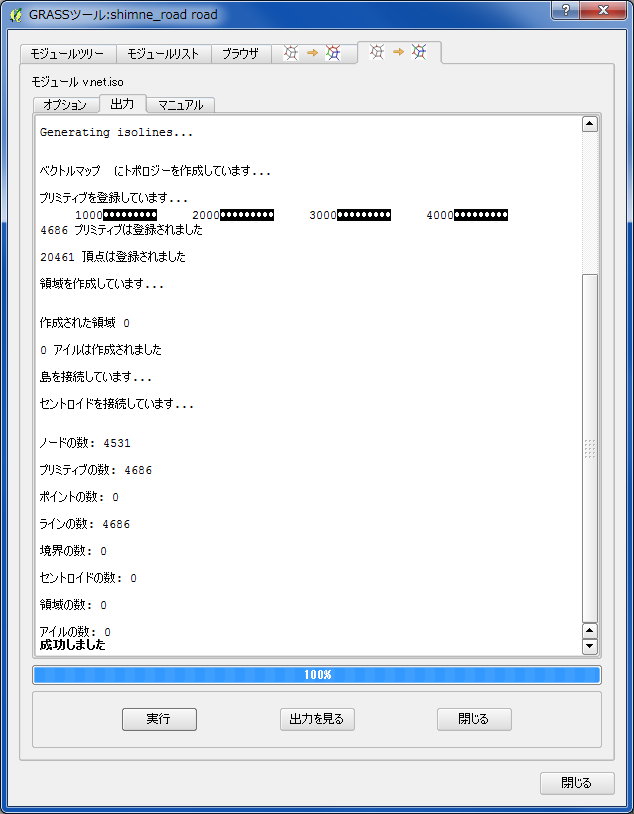 GRASSツール:shimne_road road
モジュールツリー モジュールリスト ブラウザ
モジュール v.net.iso
オプション 出力 マニュアル
Generating isolines...
ベクトルマップ にトポロジーを作成しています...
プリミティブを登録しています...
1000 2000 3000 4000
4686 プリミティブは登録されました
20461 頂点は登録されました
領域を作成しています...
作成された領域 0
0 アイルは作成されました
島を接続しています...
セントロイドを接続しています...
ノードの数: 4531
プリミティブの数: 4686
ポイントの数: 0
ラインの数: 4686
境界の数: 0
セントロイドの数: 0
領域の数: 0
アイルの数: 0
成功しました
100%
実行 出力を見る 閉じる
閉じる